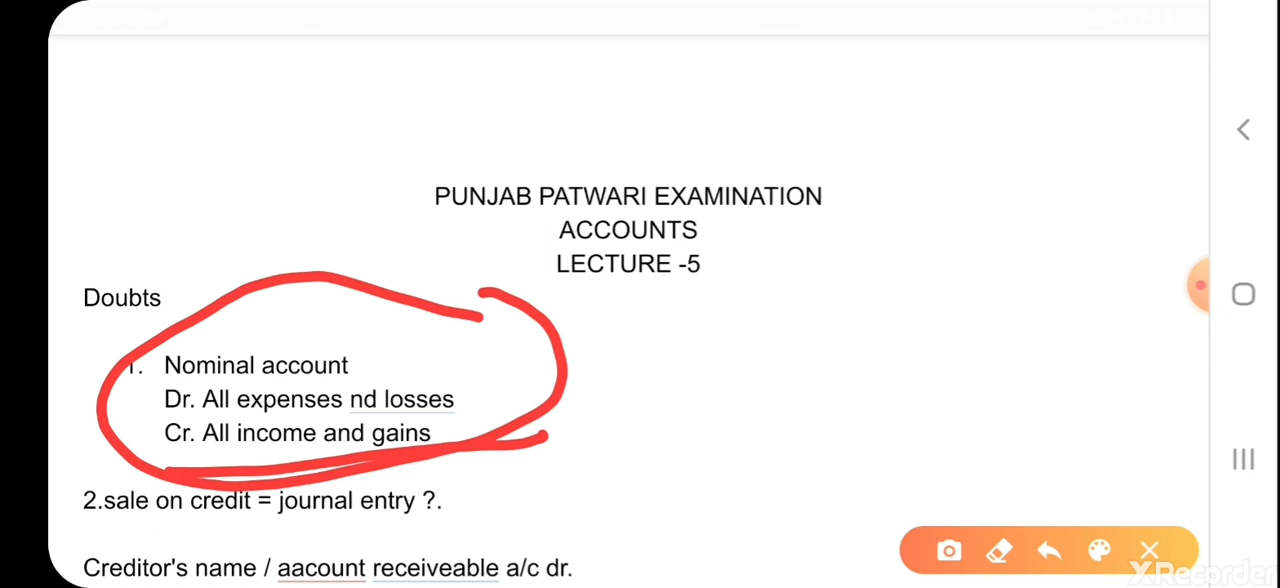 PUNJAB PATWARI EXAMINATION
ACCOUNTS
LECTURE -5
Doubts
1. Nominal account
Dr. All expenses nd losses
Cr. All income and gains
2.sale on credit = journal entry ?.
Creditor's name / aacount receiveable a/c dr.
XRecorder